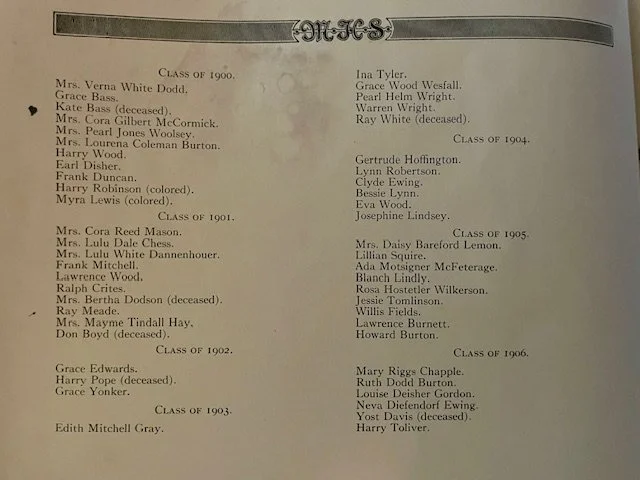 M-H-S
CLASS OF 1900.
Mrs. Verna White Dodd.
Grace Bass.
Kate Bass (deceased).
Mrs. Cora Gilbert McCormick.
Mrs. Pearl Jones Woolsey.
Mrs. Lourena Coleman Burton.
Harry Wood.
Earl Disher.
Frank Duncan.
Harry Robinson (colored).
Myra Lewis (colored).
CLASS OF 1901.
Mrs. Cora Reed Mason.
Mrs. Lulu Dale Chess.
Mrs. Lulu White Dannenhouer.
Frank Mitchell.
Lawrence Wood.
Ralph Crites.
Mrs. Bertha Dodson (deceased).
Ray Meade.
Mrs. Mayme Tindall Hay.
Don Boyd (deceased).
CLASS OF 1902.
Grace Edwards.
Harry Pope (deceased).
Grace Yonker.
CLASS OF 1903.
Edith Mitchell Gray.
Ina Tyler.
Grace Wood Wesfall.
Pearl Helm Wright.
Warren Wright.
Ray White (deceased).
CLASS OF 1904.
Gertrude Hoffington.
Lynn Robertson.
Clyde Ewing.
Bessie Lynn.
Eva Wood.
Josephine Lindsey.
CLASS OF 1905.
Mrs. Daisy Bareford Lemon.
Lillian Squire.
Ada Motsigner McFeterage.
Blanch Lindly.
Rosa Hostetler Wilkerson.
Jessie Tomlinson.
Willis Fields.
Lawrence Burnett.
Howard Burton.
CLASS OF 1906.
Mary Riggs Chapple.
Ruth Dodd Burton.
Louise Deisher Gordon.
Neva Diefendorf Ewing.
Yost Davis (deceased).
Harry Toliver.